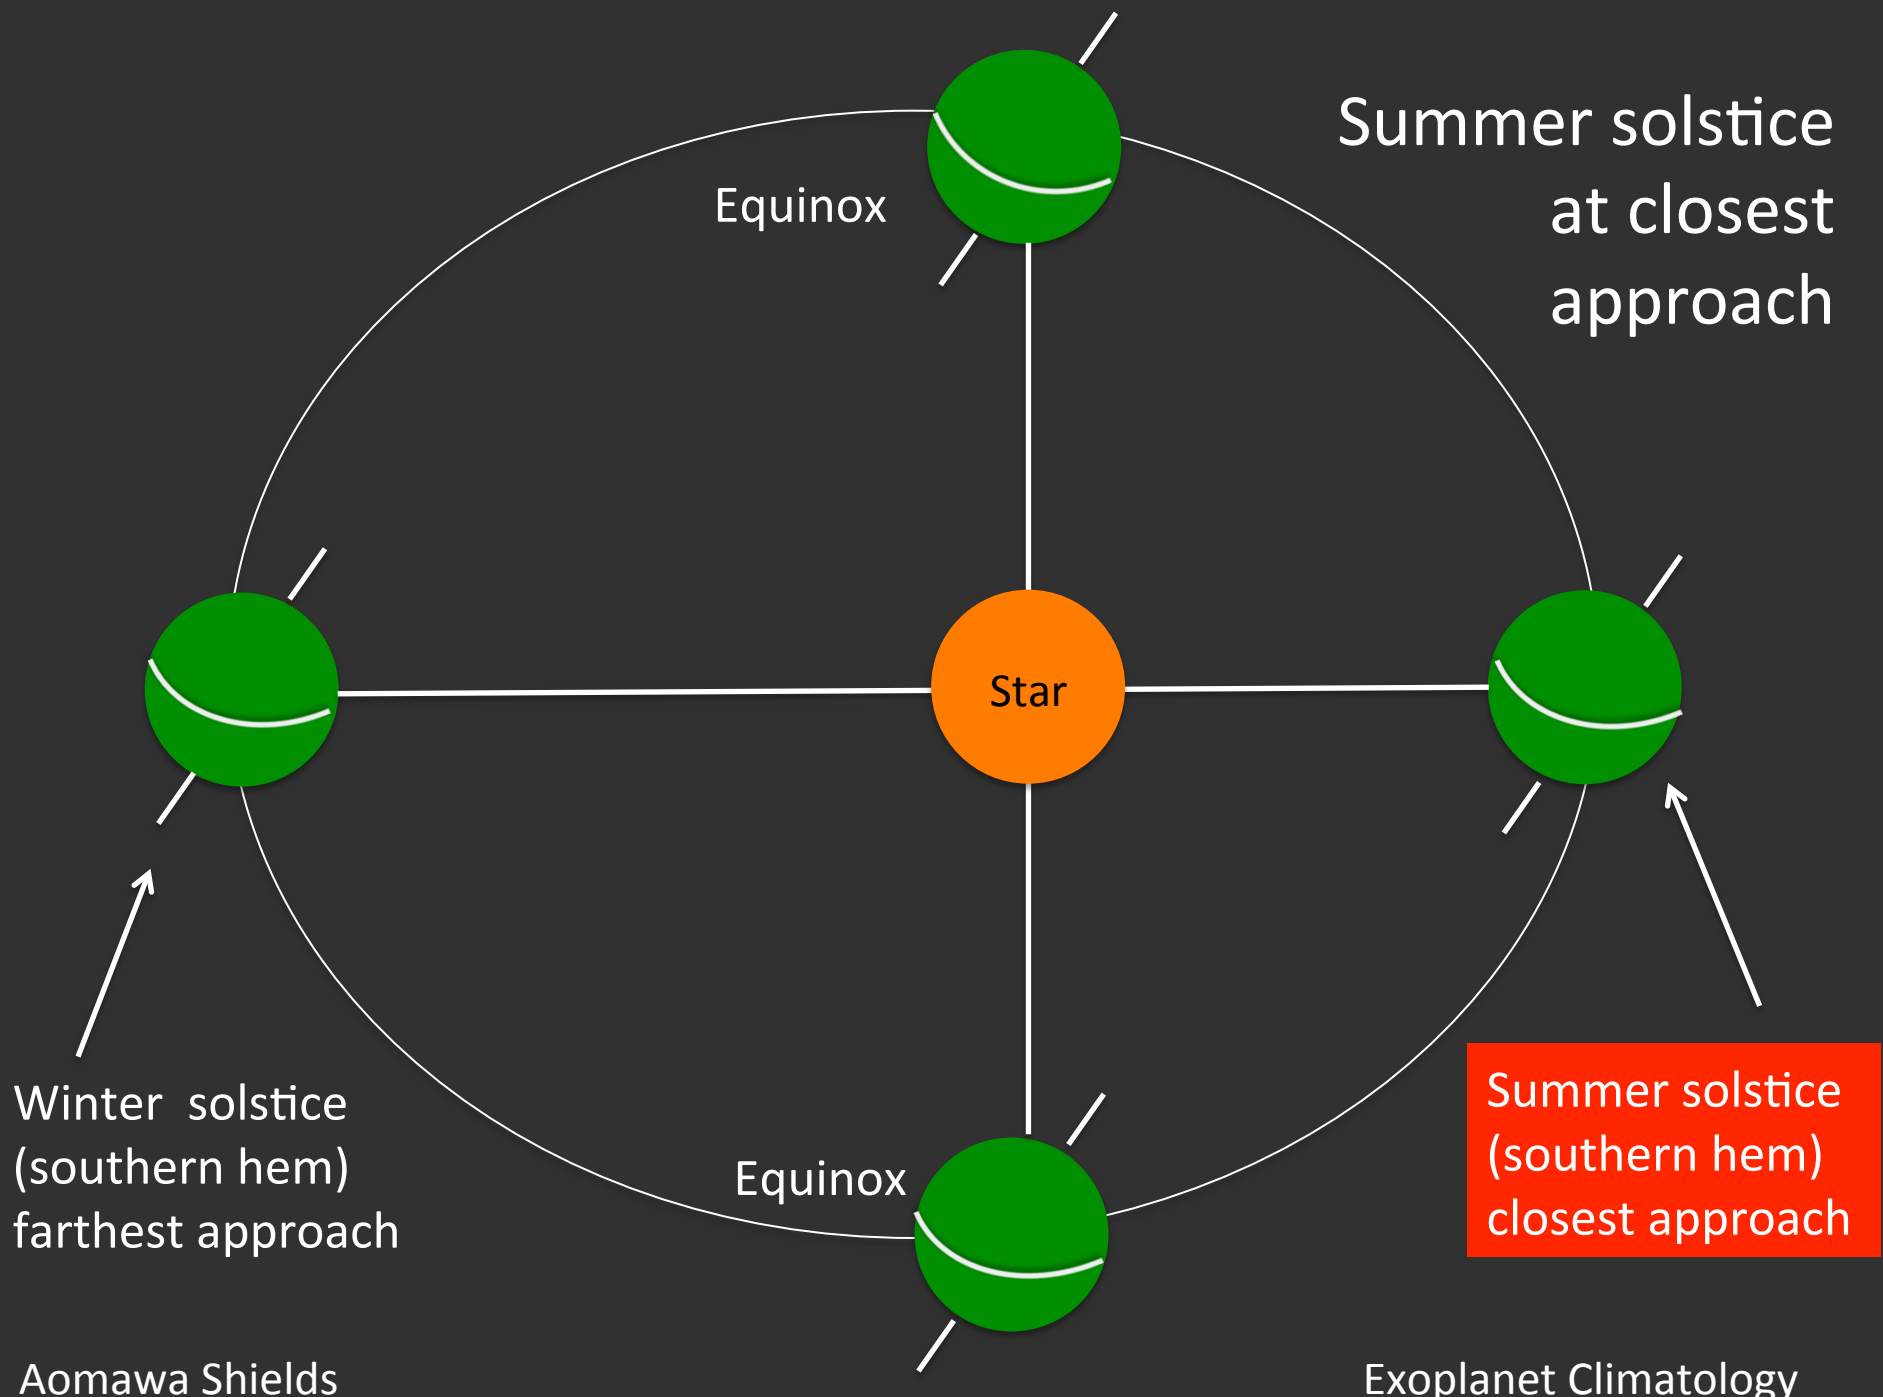 Summer solstice
at closest
approach
Equinox
Star
Winter solstice
(southern hem)
farthest approach
Equinox
Summer solstice
(southern hem)
closest approach
Aomawa Shields
Exoplanet Climatology